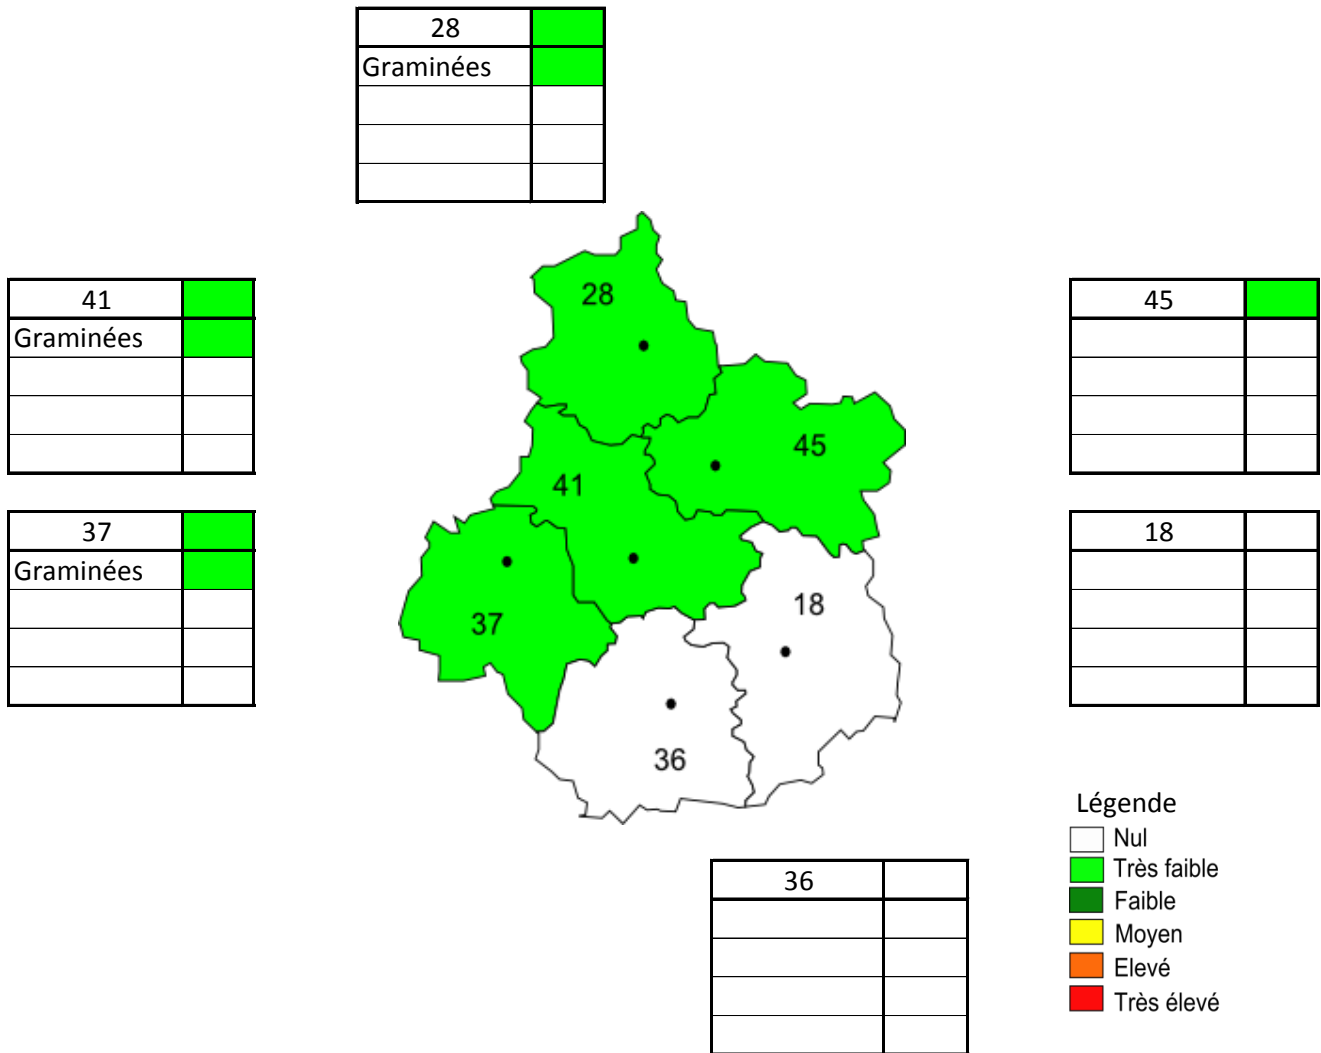 28
Graminées
41
Graminées
45
37
Graminées
18
28
45
41
37
18
36
36
Légende
Nul
Très faible
Faible
Moyen
Elevé
Très élevé